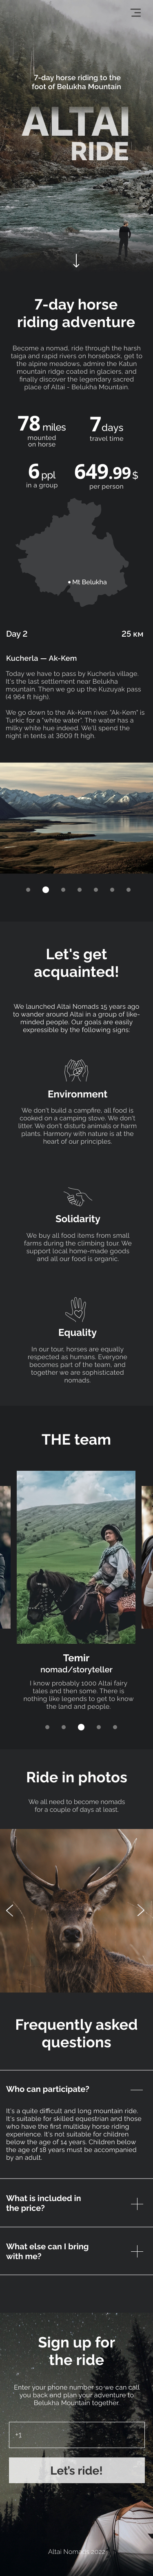 7-day horse riding to the
foot of Belukha Mountain
ALTAI
RIDE
7-day horse
riding adventure
Become a nomad, ride through the harsh
taiga and rapid rivers on horseback, get to
the alpine meadows, admire the Katun
mountain ridge coated in glaciers, and
finally discover the legendary sacred
place of Altai - Belukha Mountain.
78 miles
mounted
on horse
7 days
travel time
6 ppl
in a group
649.99 $
per person
Mt Belukha
Day 2
25 км
Kucherla — Ak-Kem
Today we have to pass by Kucherla village.
It's the last settlement near Belukha
mountain. Then we go up the Kuzuyak pass
(4 964 ft high).
We go down to the Ak-Kem river. "Ak-Kem" is
Turkic for a "white water". The water has a
milky white hue indeed. We'll spend the
night in tents at 3609 ft high.
Let's get
acquainted!
We launched Altai Nomads 15 years ago
to wander around Altai in a group of like-
minded people. Our goals are easily
expressible by the following signs:
Environment
We don't build a campfire, all food is
cooked on a camping stove. We don't
litter. We don't disturb animals or harm
plants. Harmony with nature is at the
heart of our principles.
Solidarity
We buy all food items from small
farms during the climbing tour. We
support local home-made goods
and all our food is organic.
Equality
In our tour, horses are equally
respected as humans. Everyone
becomes part of the team, and
together we are sophisticated
nomads.
THE team
Temir
nomad/storyteller
I know probably 1000 Altai fairy
tales and then some. There is
nothing like legends to get to know
the land and people.
Ride in photos
We all need to become nomads
for a couple of days at least.
Frequently asked
questions
Who can participate?
It's a quite difficult and long mountain ride.
It's suitable for skilled equestrian and those
who have the first multiday horse riding
experience. It's not suitable for children
below the age of 14 years. Children below
the age of 18 years must be accompanied
by an adult.
What is included in
the price?
What else can I bring
with me?
Sign up for
the ride
Enter your phone number so we can call
you back and plan your adventure to
Belukha Mountain together.
+1
Let's ride!
Altai Nomads 2022